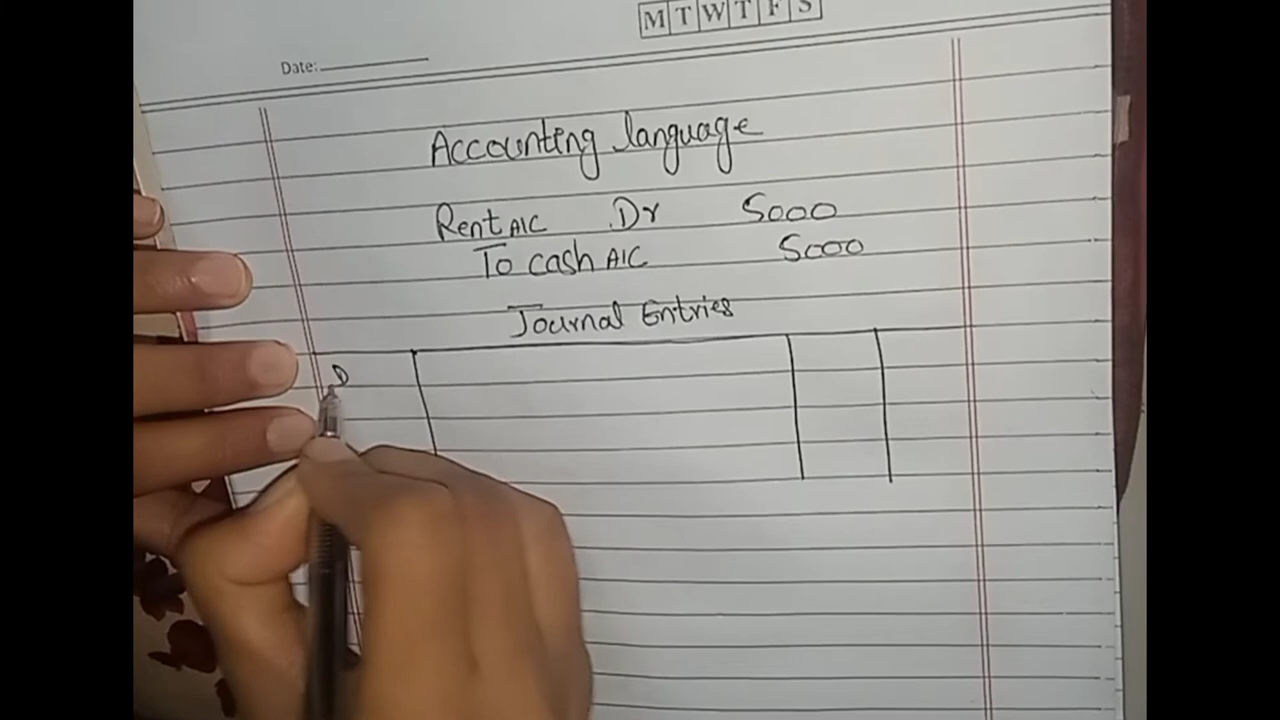 M T W T F S
Date:
Accounting language
Rent A/C Dr 5000
To cash A/C 5000
Journal Entries
D